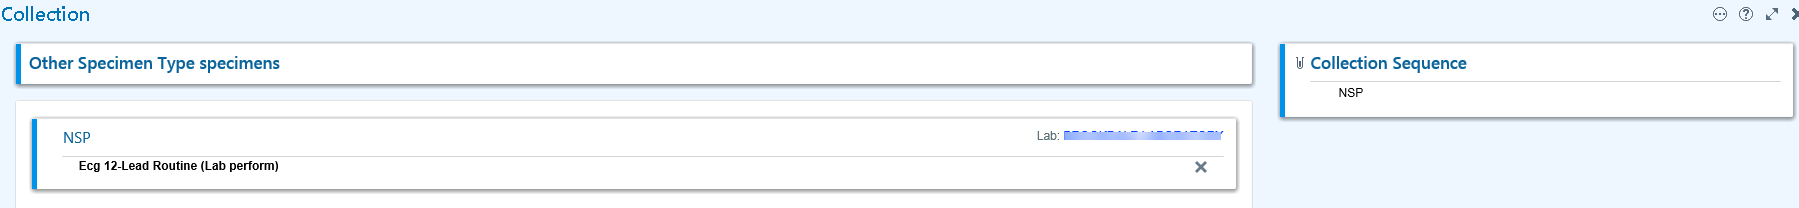 Collection
Other Specimen Type specimens
Collection Sequence
NSP
NSP
Lab:
Ecg 12-Lead Routine (Lab perform)